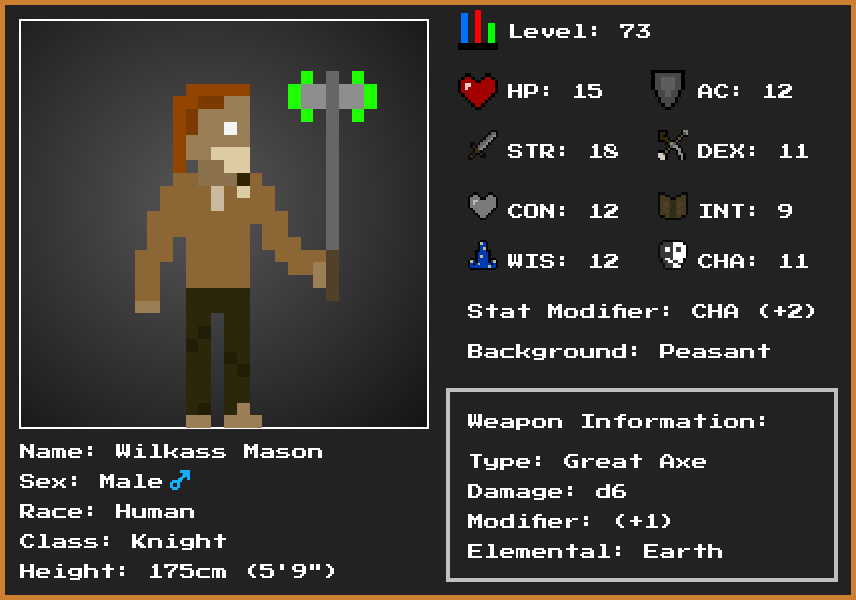 Level: 73
HP: 15
AC: 12
STR: 18
DEX: 11
CON: 12
INT: 9
WIS: 12
CHA: 11
Stat Modifier: CHA (+2)
Background: Peasant
Weapon Information:
Type: Great Axe
Damage: d6
Modifier: (+1)
Elemental: Earth
Name: Wilkass Mason
Sex: Male ♂
Race: Human
Class: Knight
Height: 175cm (5'9")